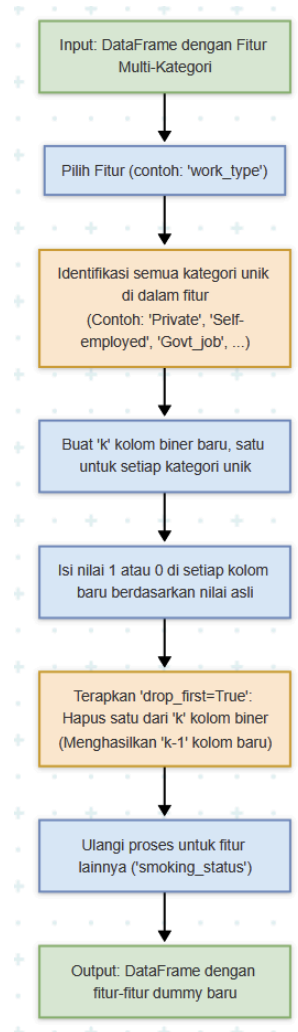 Input: DataFrame dengan Fitur
Multi-Kategori
Pilih Fitur (contoh: 'work_type')
Identifikasi semua kategori unik
di dalam fitur
(Contoh: 'Private', 'Self-
employed', 'Govt_job', ...)
Buat 'k' kolom biner baru, satu
untuk setiap kategori unik
Isi nilai 1 atau 0 di setiap kolom
baru berdasarkan nilai asli
Terapkan 'drop_first=True':
Hapus satu dari 'k' kolom biner
(Menghasilkan 'k-1' kolom baru)
Ulangi proses untuk fitur
lainnya ('smoking_status')
Output: DataFrame dengan
fitur-fitur dummy baru